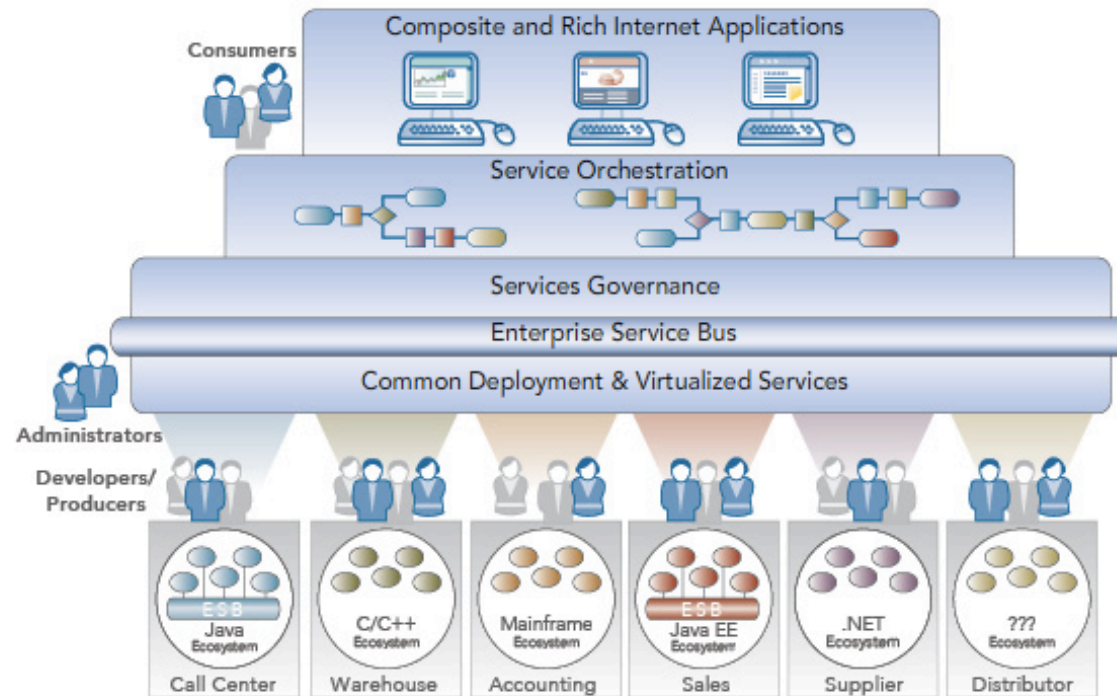 Composite and Rich Internet Applications
Consumers
Service Orchestration
Services Governance
Enterprise Service Bus
Common Deployment & Virtualized Services
Administrators
Developers/
Producers
ESB
Java
Ecosystem
C/C++
Ecosystem
Mainframe
Ecosystem
ESB
Java EE
Ecosystem
.NET
Ecosystem
???
Ecosystem
Call Center
Warehouse
Accounting
Sales
Supplier
Distributor